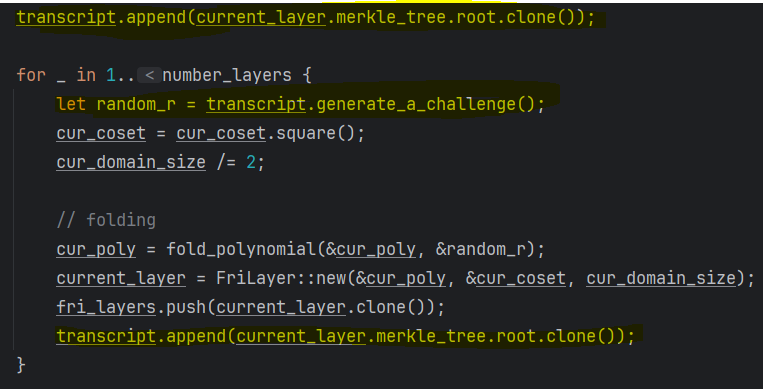 transcript.append(current_layer.merkle_tree.root.clone());
for _ in 1..<number_layers {
let random_r = transcript.generate_a_challenge();
cur_coset = cur_coset.square();
cur_domain_size /= 2;
// folding
cur_poly = fold_polynomial(&cur_poly, &random_r);
current_layer = FriLayer::new(&cur_poly, &cur_coset, cur_domain_size);
fri_layers.push(current_layer.clone());
transcript.append(current_layer.merkle_tree.root.clone());
}